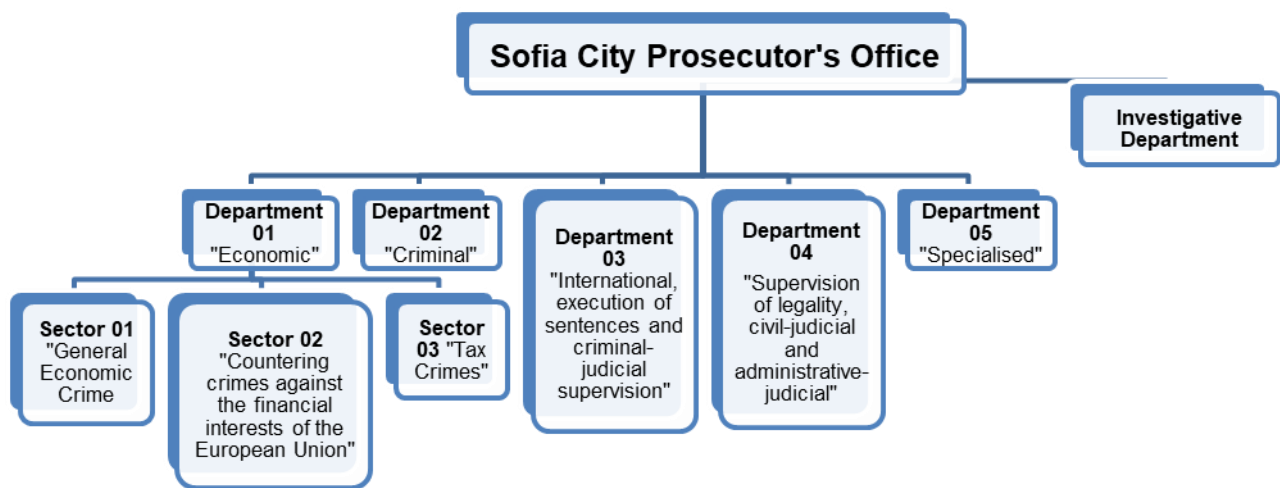 Sofia City Prosecutor's Office
Investigative
Department
Department
01
"Economic"
Department
02
"Criminal"
Department
03
"International,
execution of
sentences and
criminal-
judicial
supervision"
Department
04
"Supervision
of legality,
civil-judicial
and
administrative-
judicial"
Department
05
"Specialised"
Sector 01
"General
Economic
Crime
Sector 02
"Countering
crimes against
the financial
interests of the
European Union"
Sector
03 "Tax
Crimes"